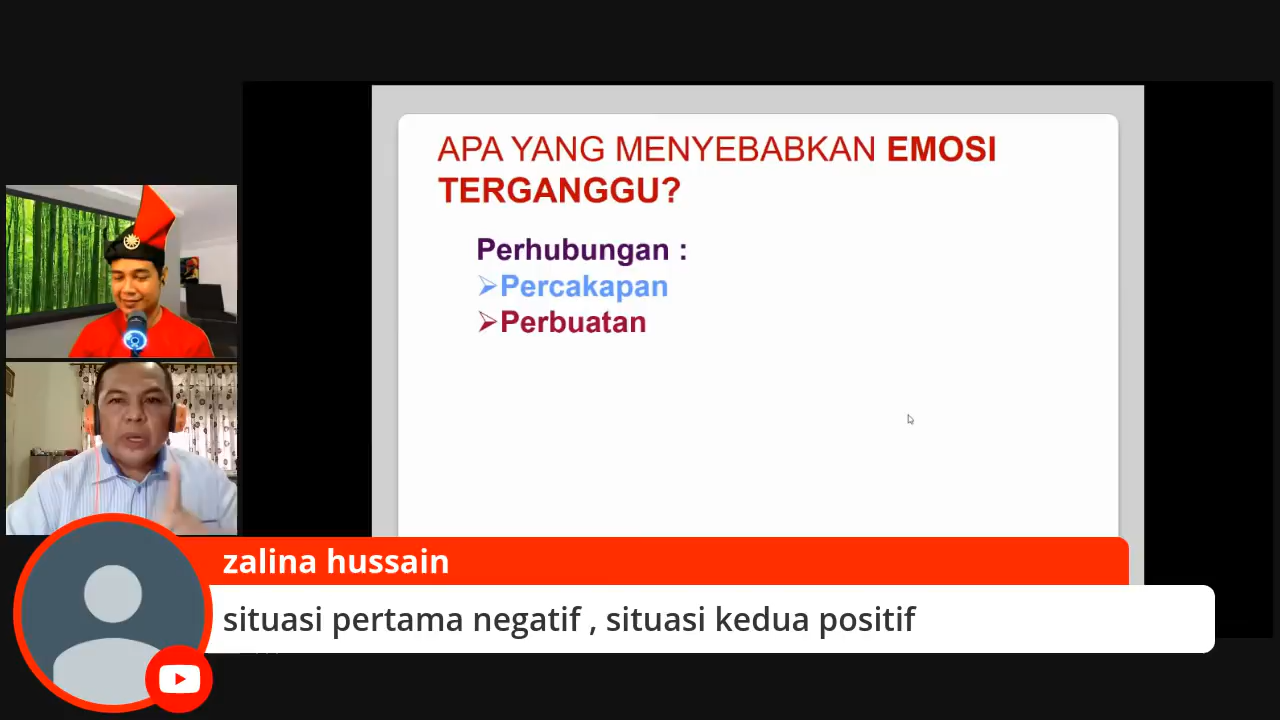 APA YANG MENYEBABKAN EMOSI
TERGANGGU?
Perhubungan :
➢Percakapan
➢Perbuatan
zalina hussain
situasi pertama negatif , situasi kedua positif